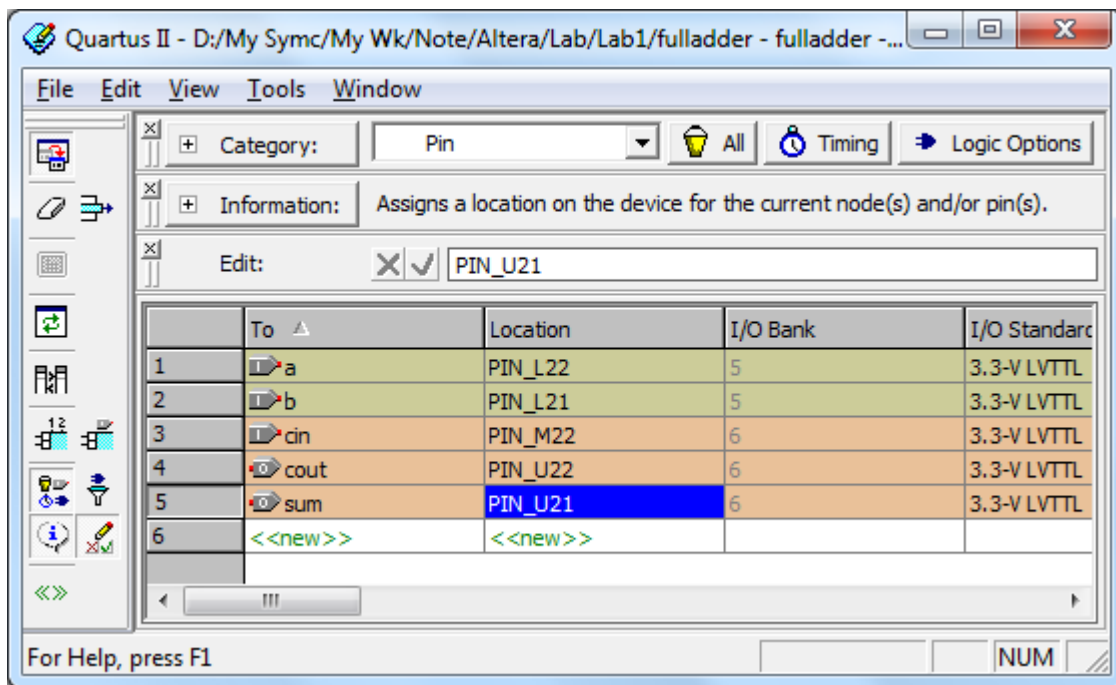 Quartus II - D:/My Symc/My Wk/Note/Altera/Lab/Lab1/fulladder - fulladder -...
File Edit View Tools Window
Category: Pin All Timing Logic Options
Information: Assigns a location on the device for the current node(s) and/or pin(s).
Edit: PIN_U21
To Location I/O Bank I/O Standard
1 a PIN_L22 5 3.3-V LVTTL
2 b PIN_L21 5 3.3-V LVTTL
3 cin PIN_M22 6 3.3-V LVTTL
4 cout PIN_U22 6 3.3-V LVTTL
5 sum PIN_U21 6 3.3-V LVTTL
6 <<new>> <<new>>
For Help, press F1 NUM